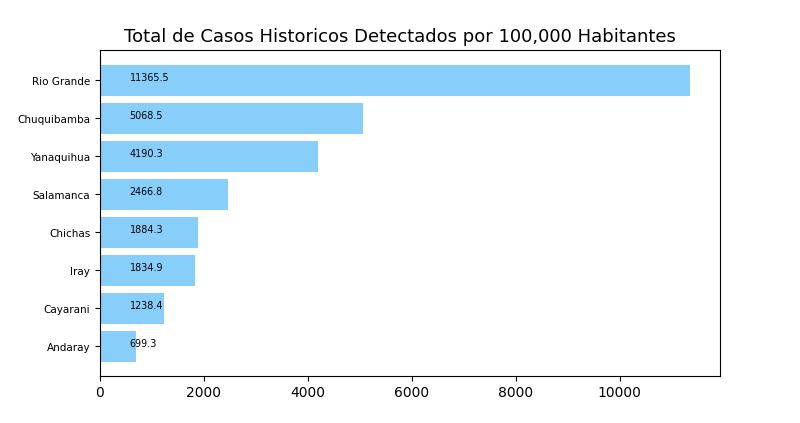 Total de Casos Historicos Detectados por 100,000 Habitantes
Rio Grande 11365.5
Chuquibamba 5068.5
Yanaquihua 4190.3
Salamanca 2466.8
Chichas 1884.3
Iray 1834.9
Cayarani 1238.4
Andaray 699.3
0 2000 4000 6000 8000 10000